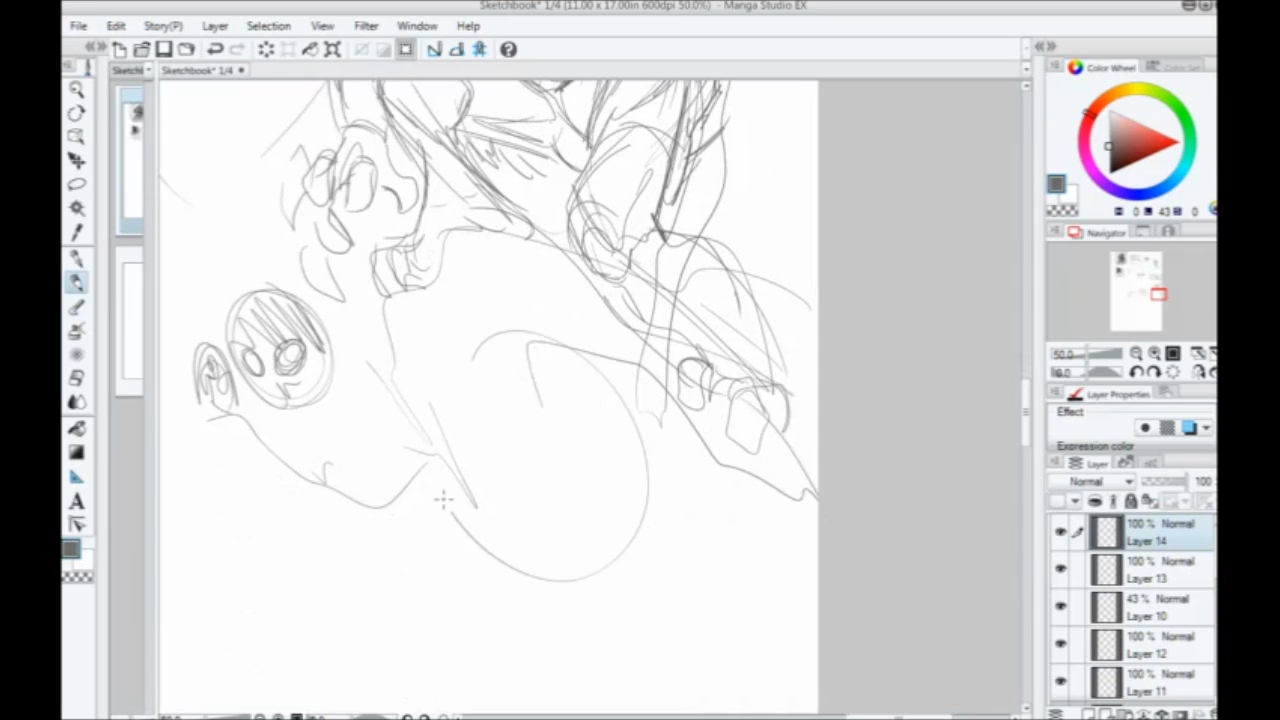 Sketchbook* 1/4 (11.00 x 17.00in 600dpi 50.0%) - Manga Studio EX
File Edit Story(P) Layer Selection View Filter Window Help
Sketchbook* 1/4
Color Wheel
0 43 0
Navigator
50.0
Layer Properties
Effect
Expression color
Layer
Normal 100
100 % Normal
Layer 14
100 % Normal
Layer 13
43 % Normal
Layer 10
100 % Normal
Layer 12
100 % Normal
Layer 11